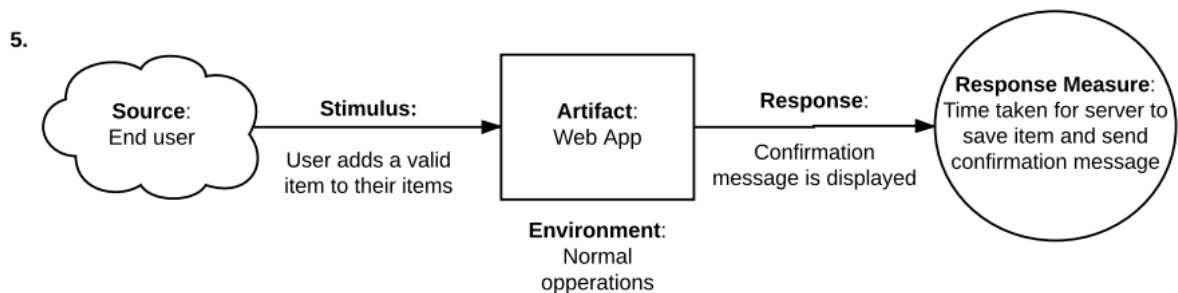 5.
Source:
End user
Stimulus:
User adds a valid
item to their items
Artifact:
Web App
Environment:
Normal
opperations
Response:
Confirmation
message is displayed
Response Measure:
Time taken for server to
save item and send
confirmation message